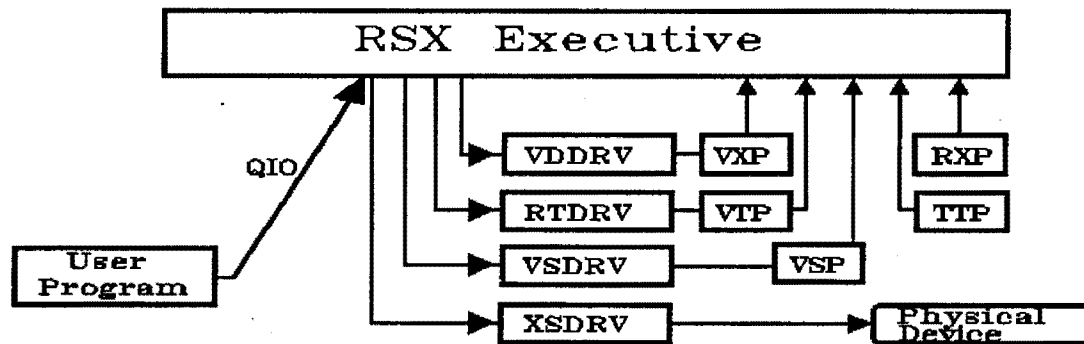 RSX Executive
QIO
VDDRV
VXP
RXP
RTDRV
VTP
TTP
User
Program
VSDRV
VSP
XSDRV
Physical
Device